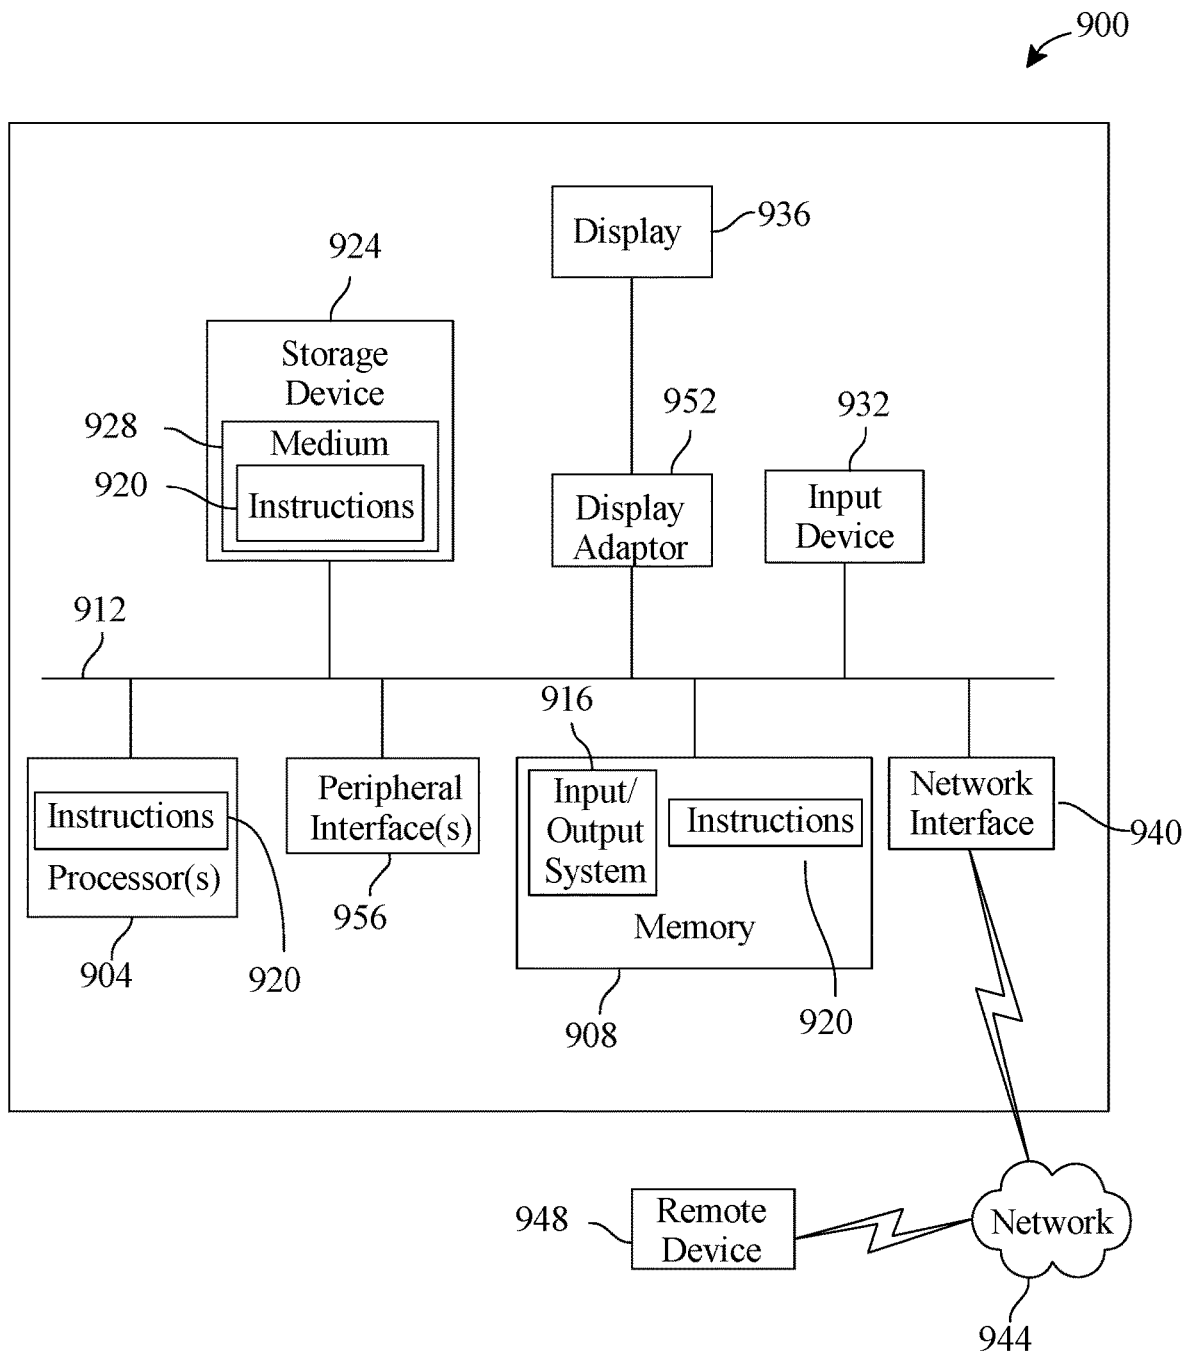 900
Display
936
924
Storage
Device
928
Medium
920
Instructions
952
Display
Adaptor
932
Input
Device
912
916
Instructions
Processor(s)
904
920
Peripheral
Interface(s)
956
Input/
Output
System
Instructions
Memory
908
920
Network
Interface
940
948
Remote
Device
Network
944